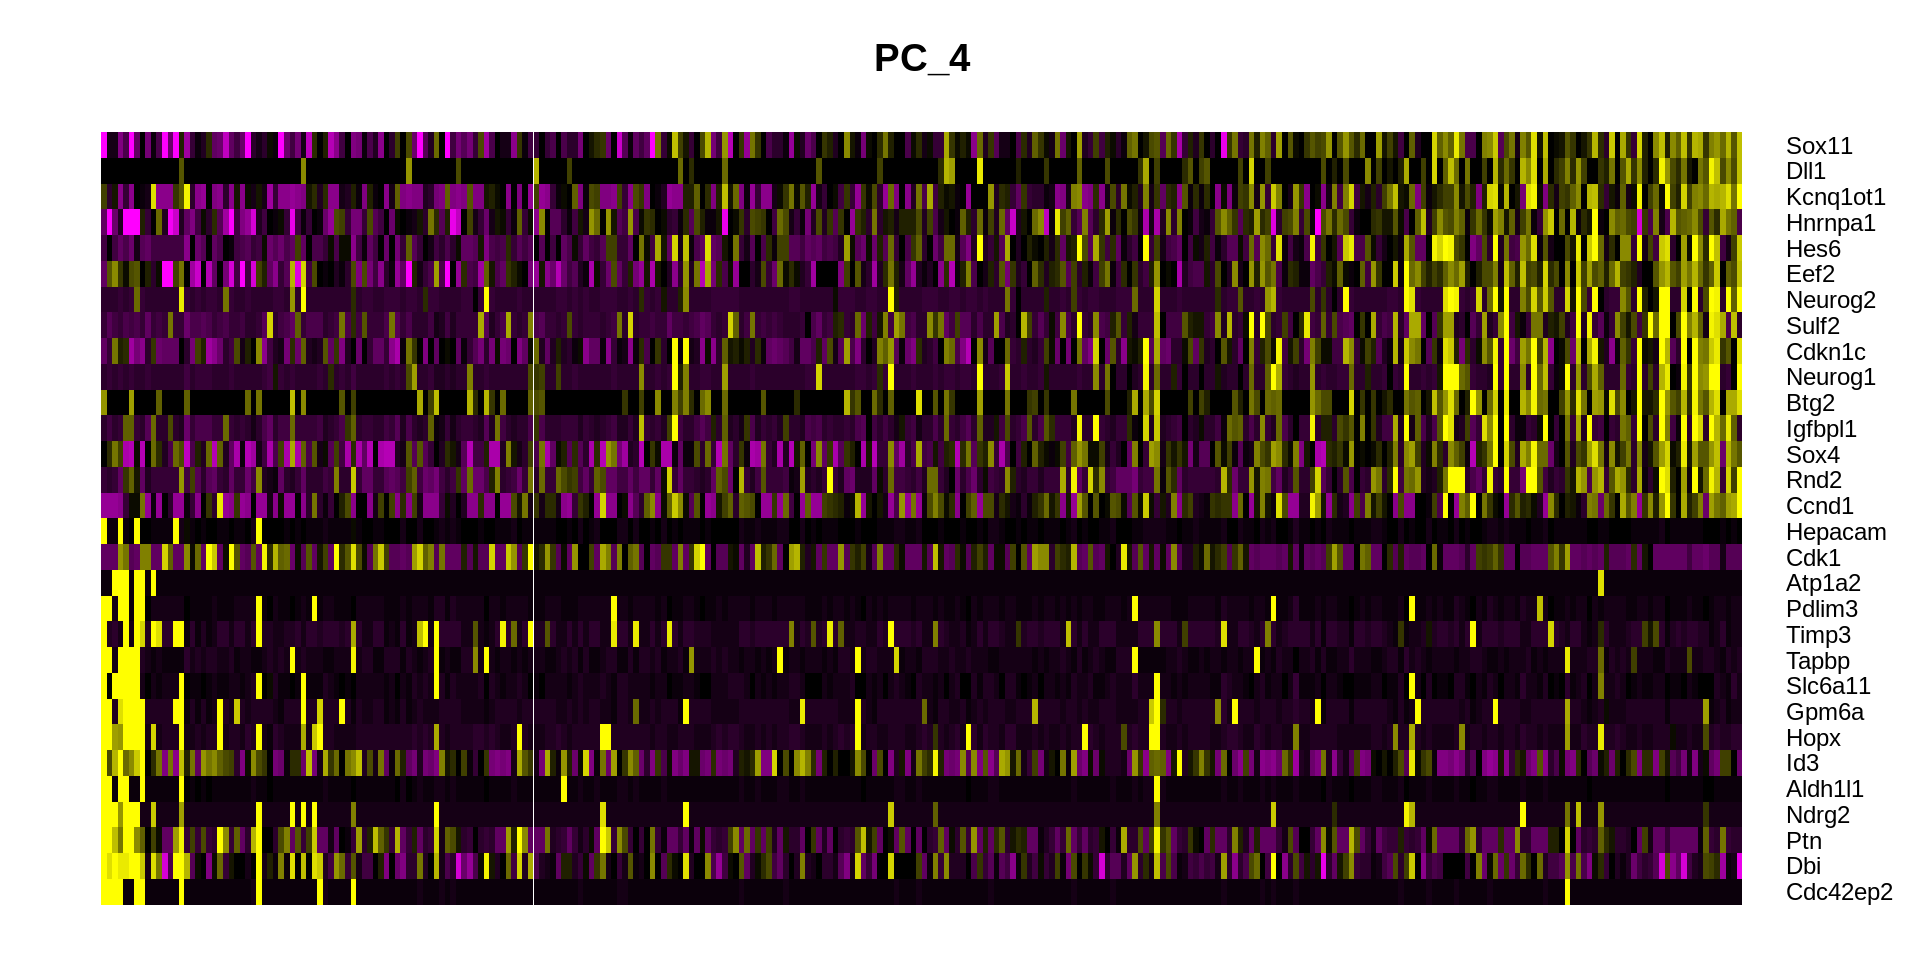 PC_4
Sox11
Dll1
Kcnq1ot1
Hnrnpa1
Hes6
Eef2
Neurog2
Sulf2
Cdkn1c
Neurog1
Btg2
Igfbpl1
Sox4
Rnd2
Ccnd1
Hepacam
Cdk1
Atp1a2
Pdlim3
Timp3
Tapbp
Slc6a11
Gpm6a
Hopx
Id3
Aldh1l1
Ndrg2
Ptn
Dbi
Cdc42ep2